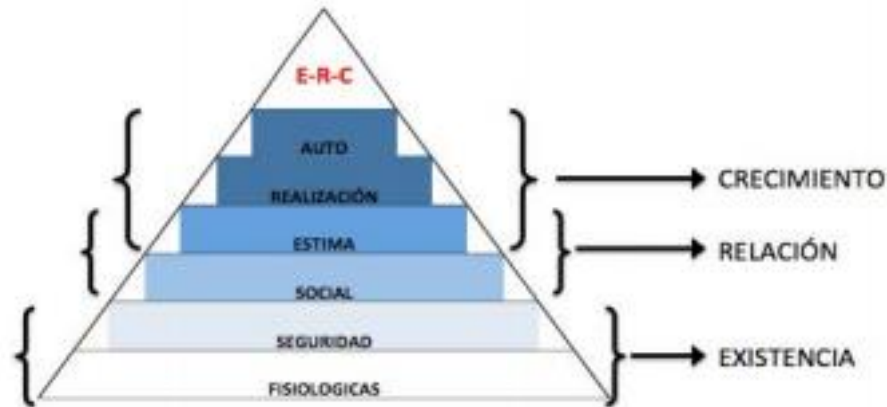 E-R-C
AUTO
REALIZACIÓN
CRECIMIENTO
ESTIMA
RELACIÓN
SOCIAL
SEGURIDAD
EXISTENCIA
FISIOLOGICAS